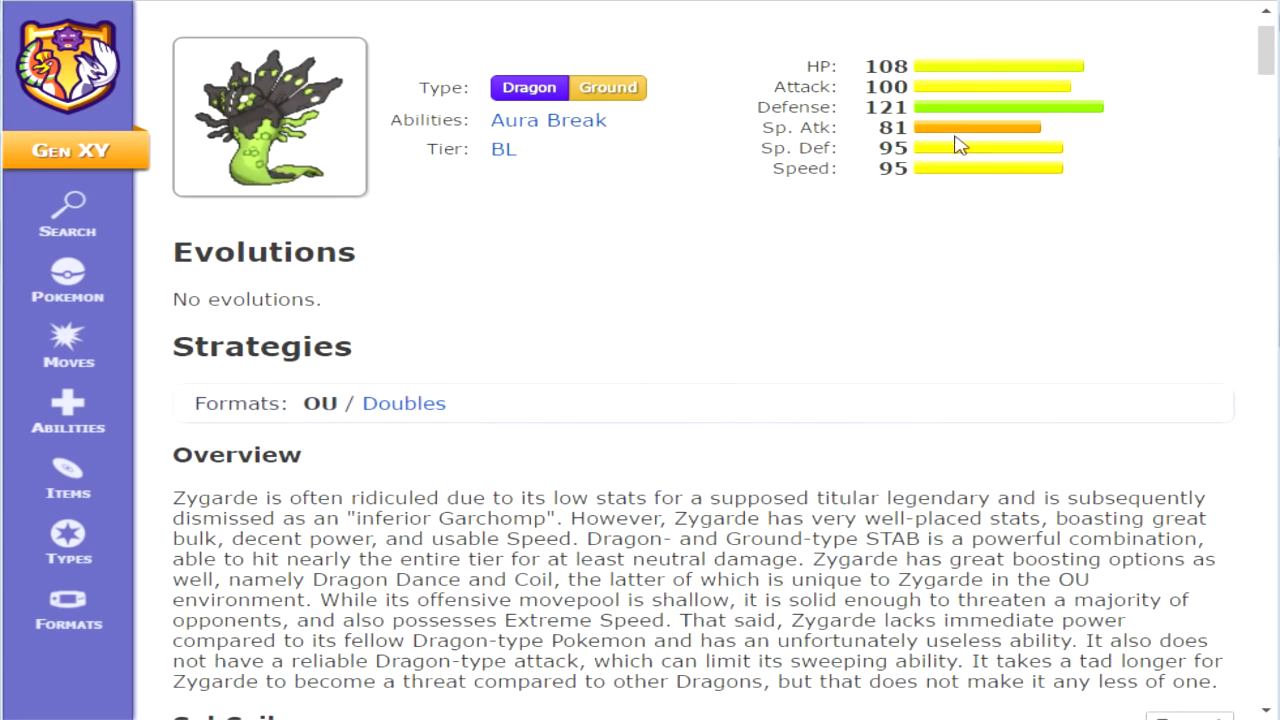 GEN XY
SEARCH
POKEMON
MOVES
ABILITIES
ITEMS
TYPES
FORMATS
Type: Dragon Ground
Abilities: Aura Break
Tier: BL
HP: 108
Attack: 100
Defense: 121
Sp. Atk: 81
Sp. Def: 95
Speed: 95
Evolutions
No evolutions.
Strategies
Formats: OU / Doubles
Overview
Zygarde is often ridiculed due to its low stats for a supposed titular legendary and is subsequently
dismissed as an "inferior Garchomp". However, Zygarde has very well-placed stats, boasting great
bulk, decent power, and usable Speed. Dragon- and Ground-type STAB is a powerful combination,
able to hit nearly the entire tier for at least neutral damage. Zygarde has great boosting options as
well, namely Dragon Dance and Coil, the latter of which is unique to Zygarde in the OU
environment. While its offensive movepool is shallow, it is solid enough to threaten a majority of
opponents, and also possesses Extreme Speed. That said, Zygarde lacks immediate power
compared to its fellow Dragon-type Pokemon and has an unfortunately useless ability. It also does
not have a reliable Dragon-type attack, which can limit its sweeping ability. It takes a tad longer for
Zygarde to become a threat compared to other Dragons, but that does not make it any less of one.